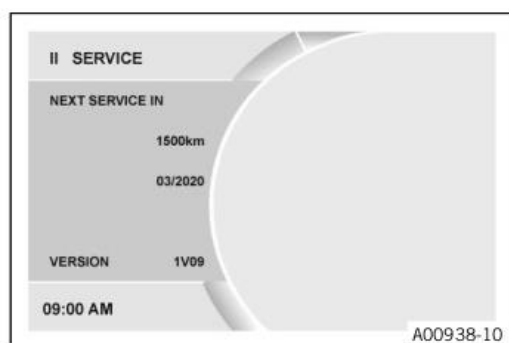 II SERVICE
NEXT SERVICE IN
1500km
03/2020
VERSION 1V09
09:00 AM
A00938-10